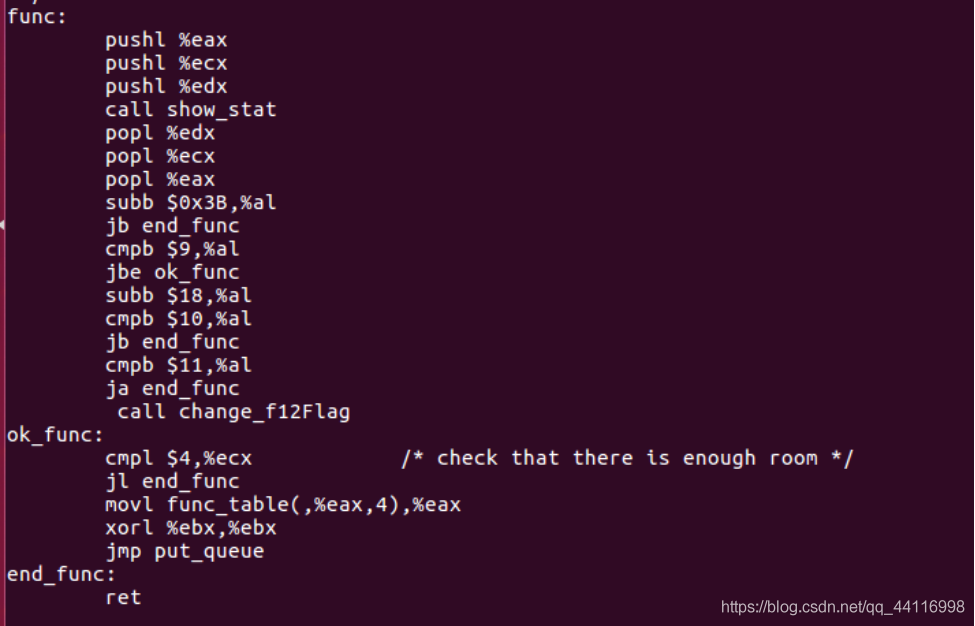 func:
pushl %eax
pushl %ecx
pushl %edx
call show_stat
popl %edx
popl %ecx
popl %eax
subb $0x3B,%al
jb end_func
cmpb $9,%al
jbe ok_func
subb $18,%al
cmpb $10,%al
jb end_func
cmpb $11,%al
ja end_func
call change_f12Flag
ok_func:
cmpl $4,%ecx /* check that there is enough room */
jl end_func
movl func_table(,%eax,4),%eax
xorl %ebx,%ebx
jmp put_queue
end_func:
ret
https://blog.csdn.net/qq_44116998